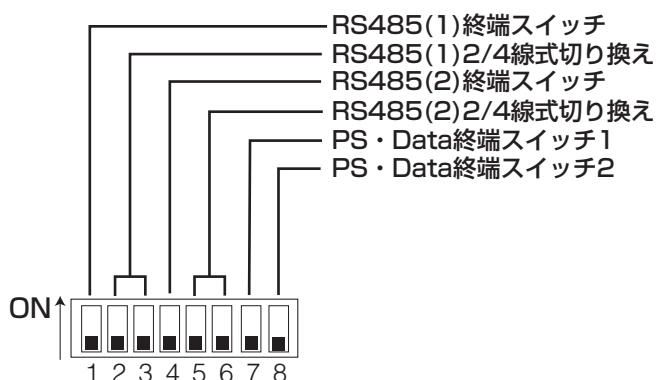 RS485(1)終端スイッチ
RS485(1)2/4線式切り換え
RS485(2)終端スイッチ
RS485(2)2/4線式切り換え
PS・Data終端スイッチ1
PS・Data終端スイッチ2
ON
1 2 3 4 5 6 7 8